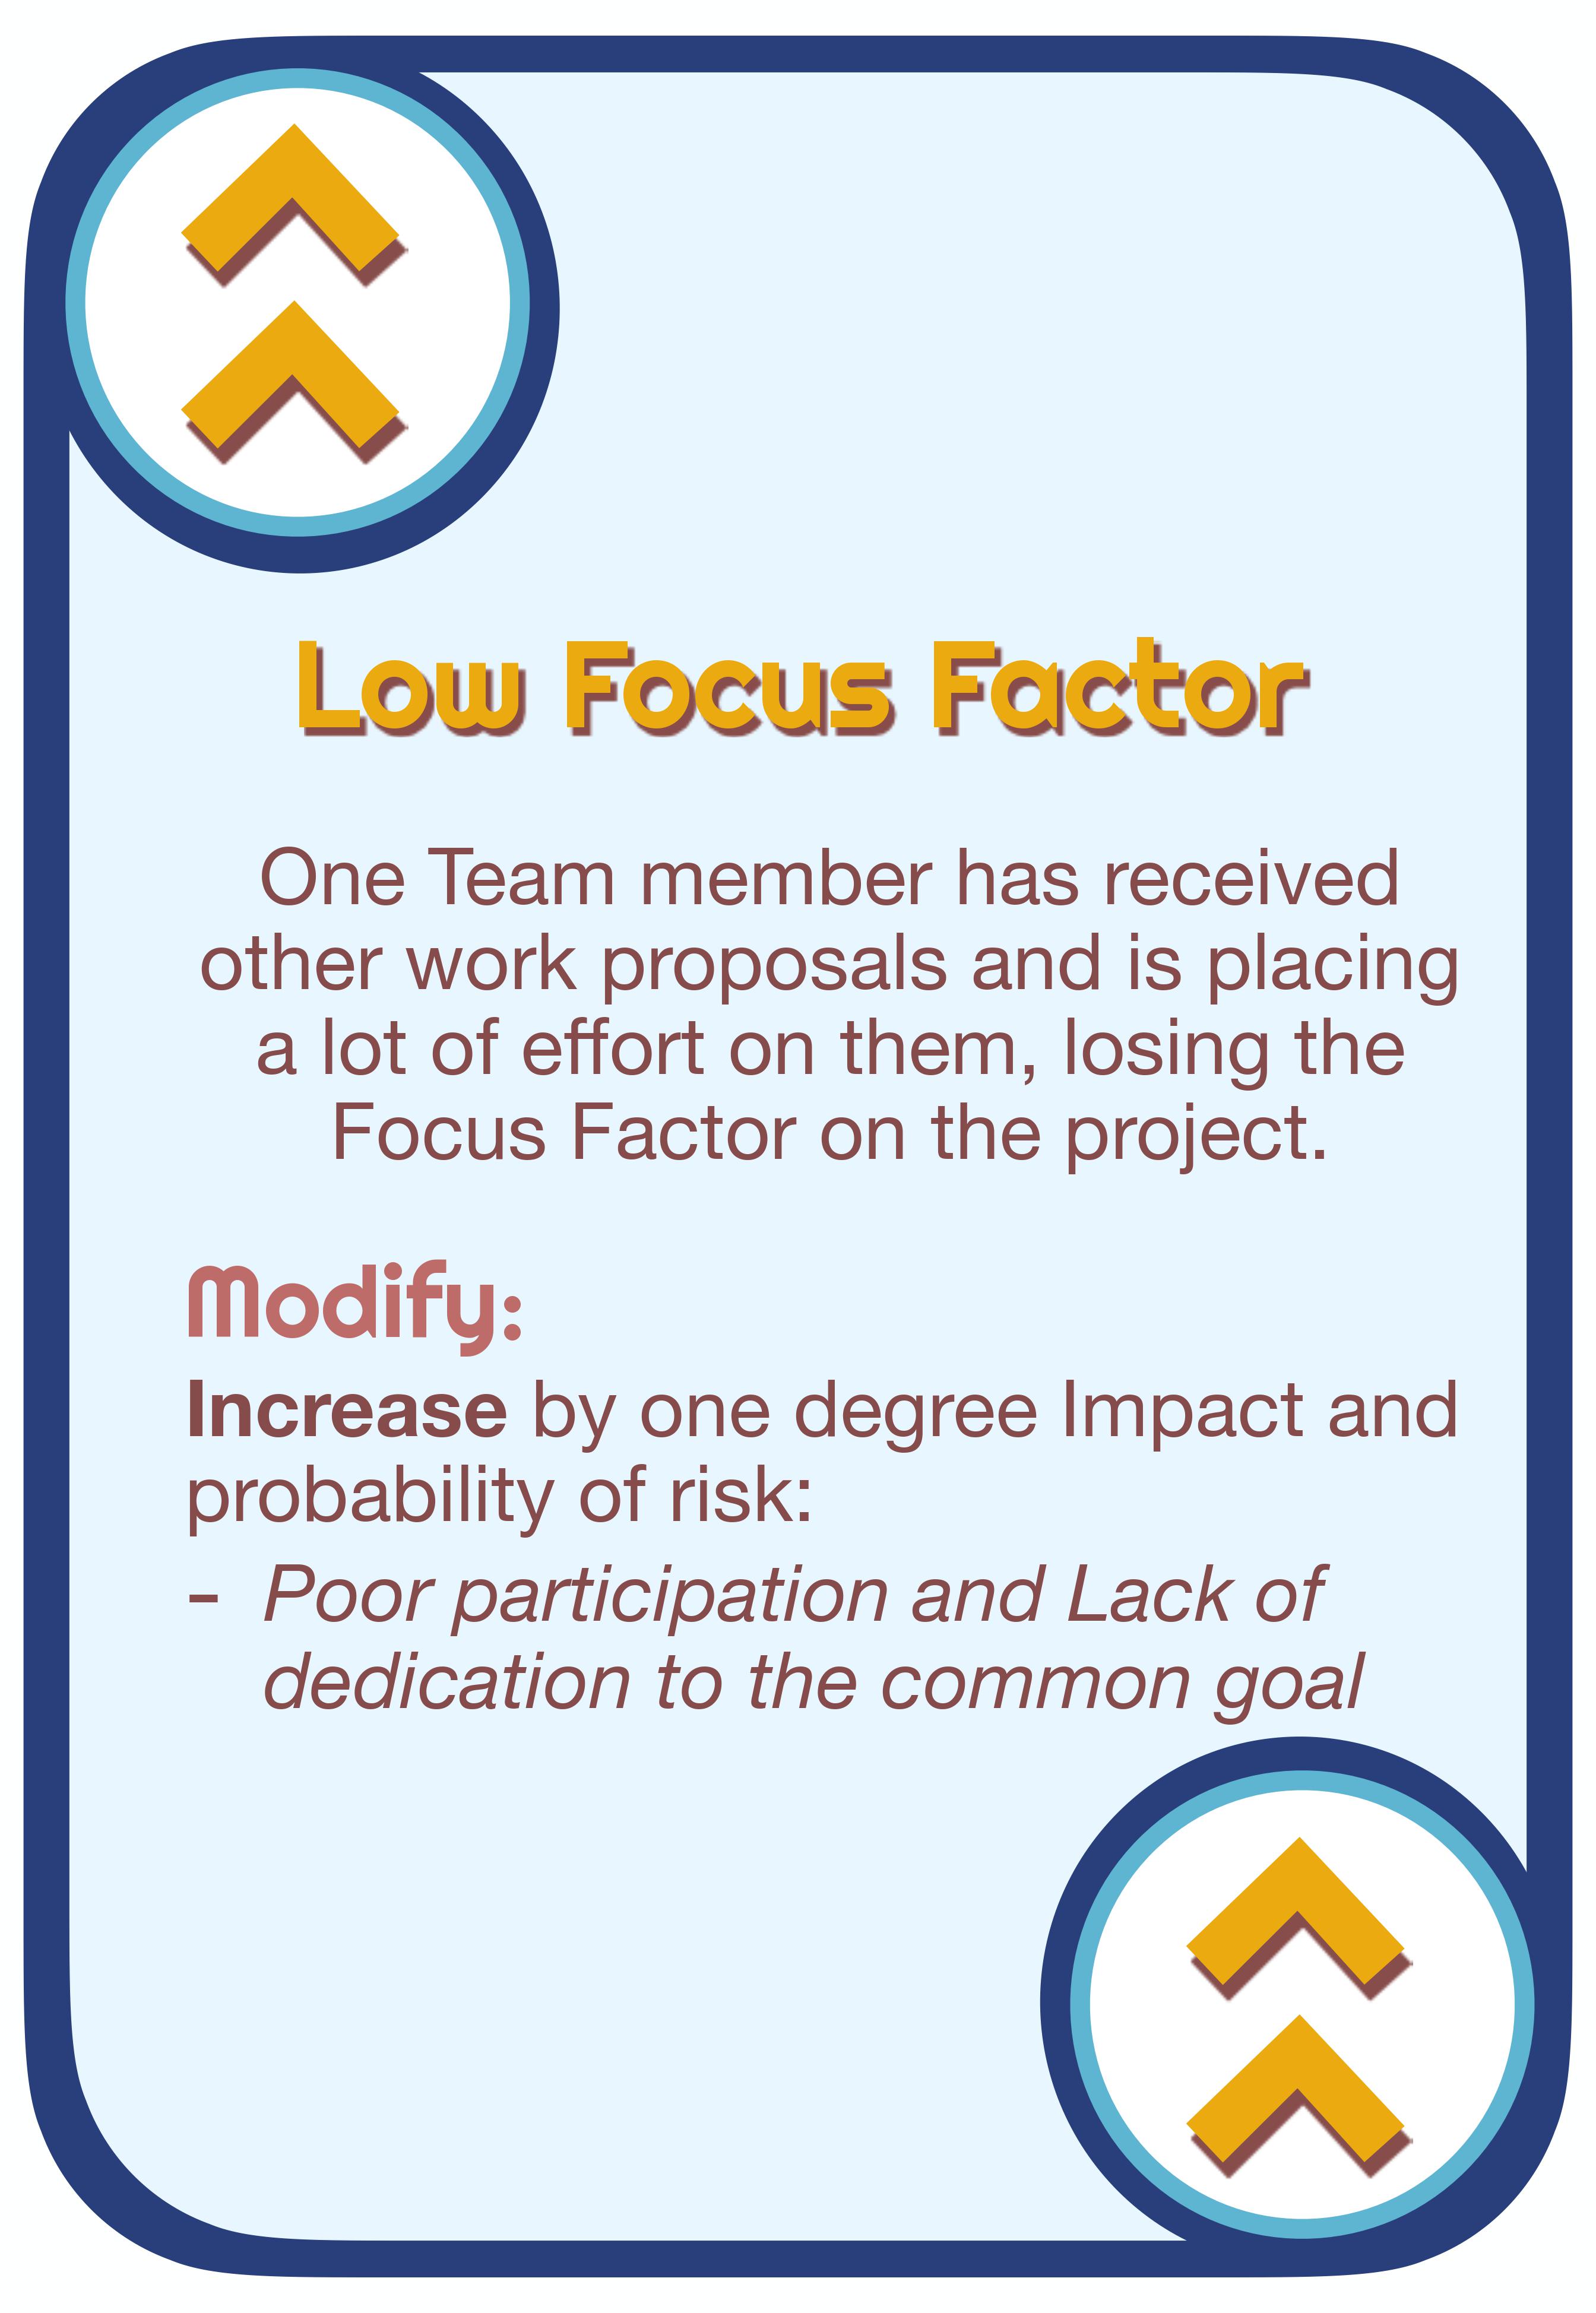 Low Focus Factor
One Team member has received
other work proposals and is placing
a lot of effort on them, losing the
Focus Factor on the project.
Modify:
Increase by one degree Impact and
probability of risk:
- Poor participation and Lack of
dedication to the common goal